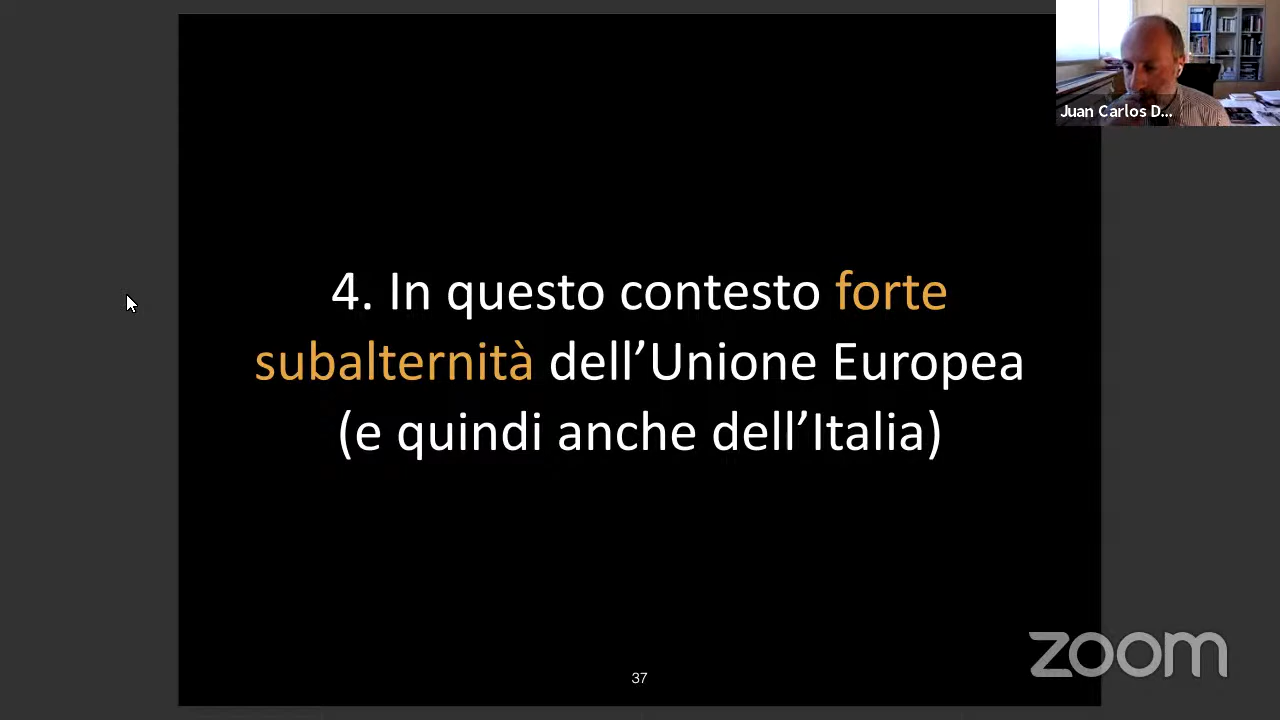 Juan Carlos D...
4. In questo contesto forte
subalternità dell’Unione Europea
(e quindi anche dell’Italia)
37
zoom